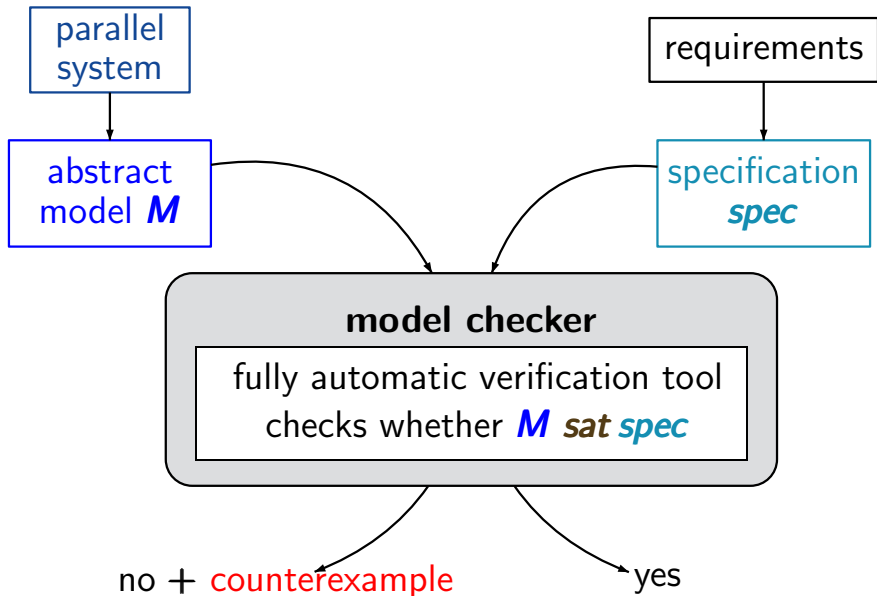 parallel
system
requirements
abstract
model M
specification
spec
model checker
fully automatic verification tool
checks whether M sat spec
no + counterexample
yes